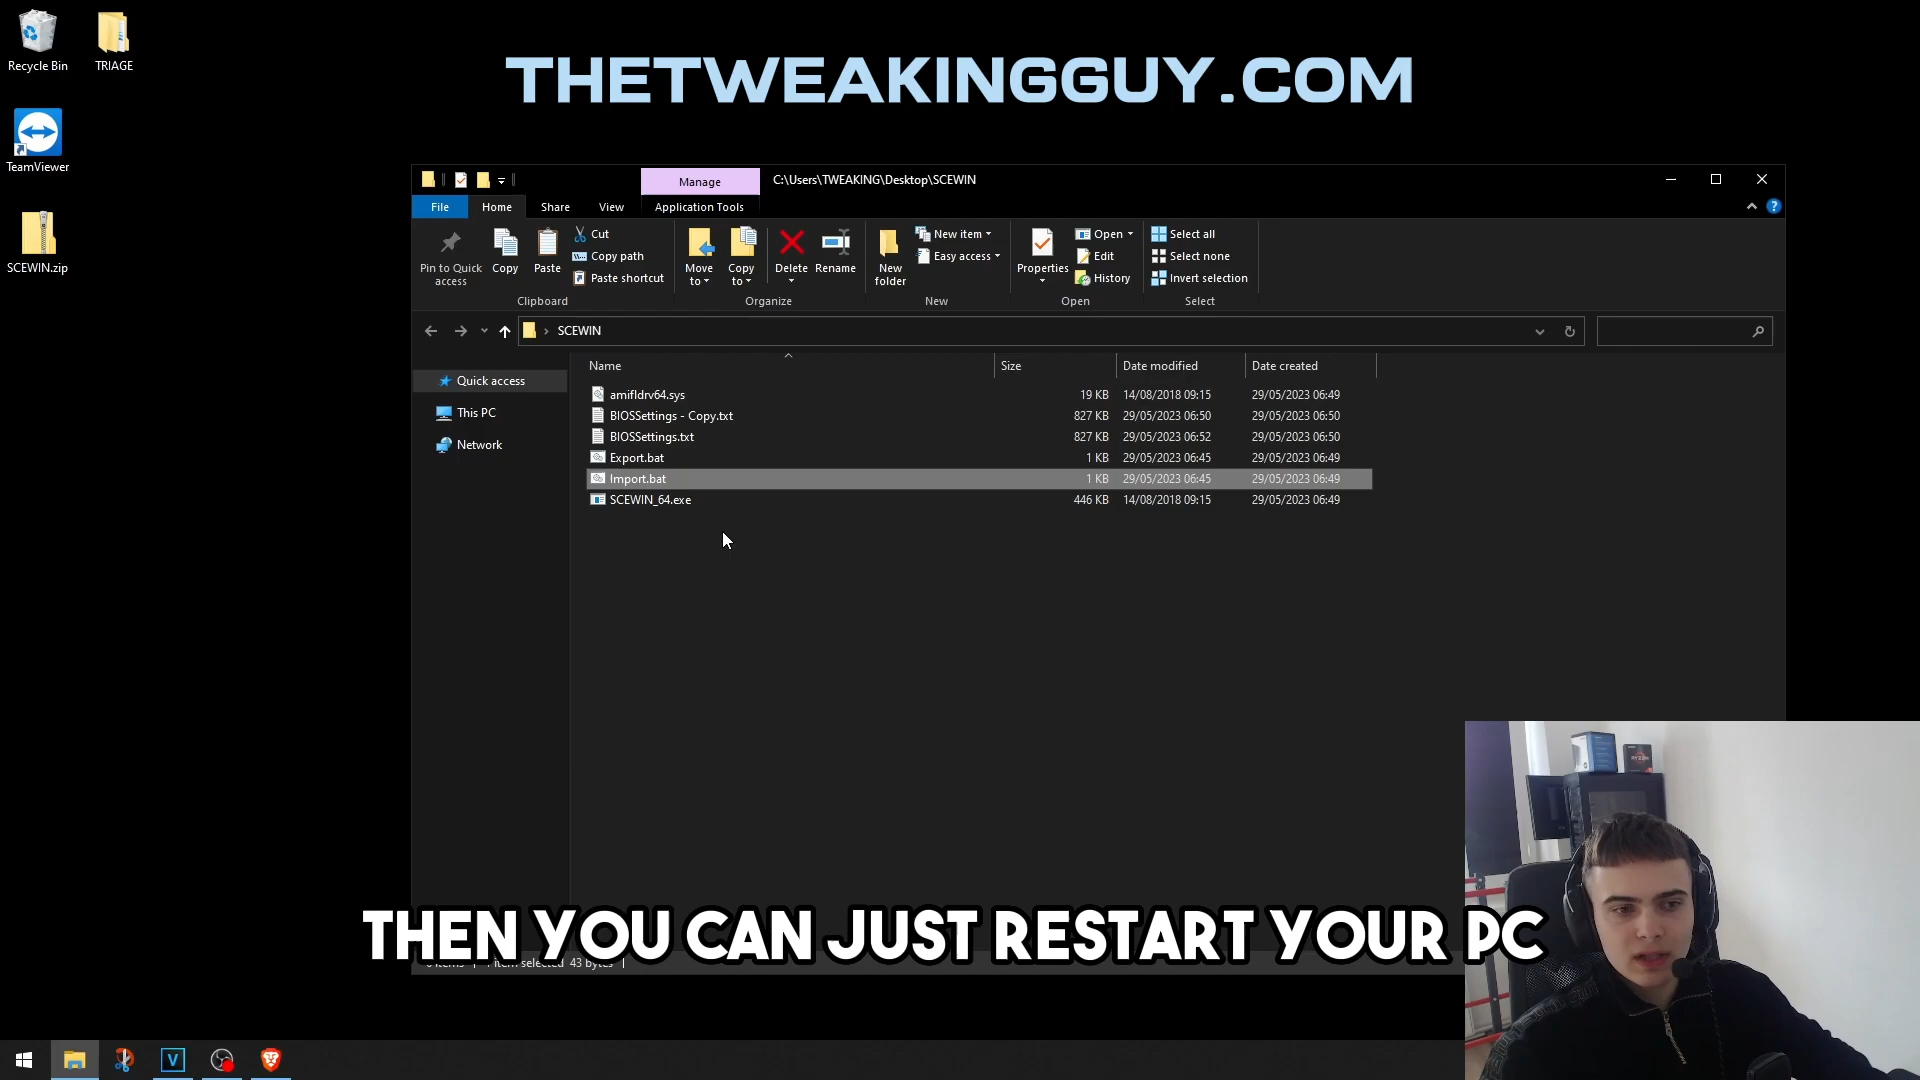 Recycle Bin
TRIAGE
TeamViewer
SCEWIN.zip
THETWEAKINGGUY.COM
Manage
C:\Users\TWEAKING\Desktop\SCEWIN
File
Home
Share
View
Application Tools
Pin to Quick access
Copy
Paste
Cut
Copy path
Paste shortcut
Clipboard
Move to
Copy to
Delete
Rename
Organize
New folder
New item
Easy access
New
Properties
Open
Edit
History
Open
Select all
Select none
Invert selection
Select
SCEWIN
Quick access
This PC
Network
Name Size Date modified Date created
amifldrv64.sys 19 KB 14/08/2018 09:15 29/05/2023 06:49
BIOSSettings - Copy.txt 827 KB 29/05/2023 06:50 29/05/2023 06:50
BIOSSettings.txt 827 KB 29/05/2023 06:52 29/05/2023 06:50
Export.bat 1 KB 29/05/2023 06:45 29/05/2023 06:49
Import.bat 1 KB 29/05/2023 06:45 29/05/2023 06:49
SCEWIN_64.exe 446 KB 14/08/2018 09:15 29/05/2023 06:49
THEN YOU CAN JUST RESTART YOUR PC
selected 43 bytes
V
RYZEN